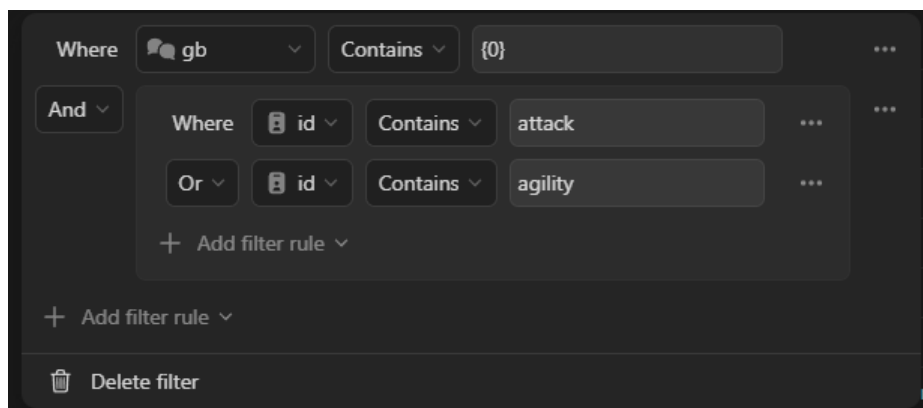 Where gb Contains {0}
And
Where id Contains attack
Or id Contains agility
Add filter rule
Add filter rule
Delete filter